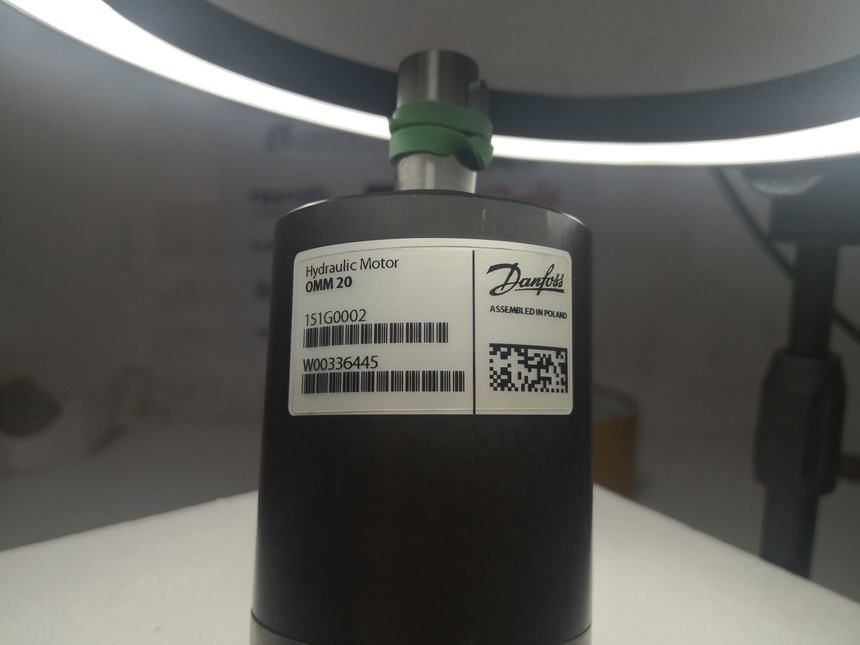 Hydraulic Motor
OMM 20
151G0002
W00336445
Danfoss
ASSEMBLED IN POLAND